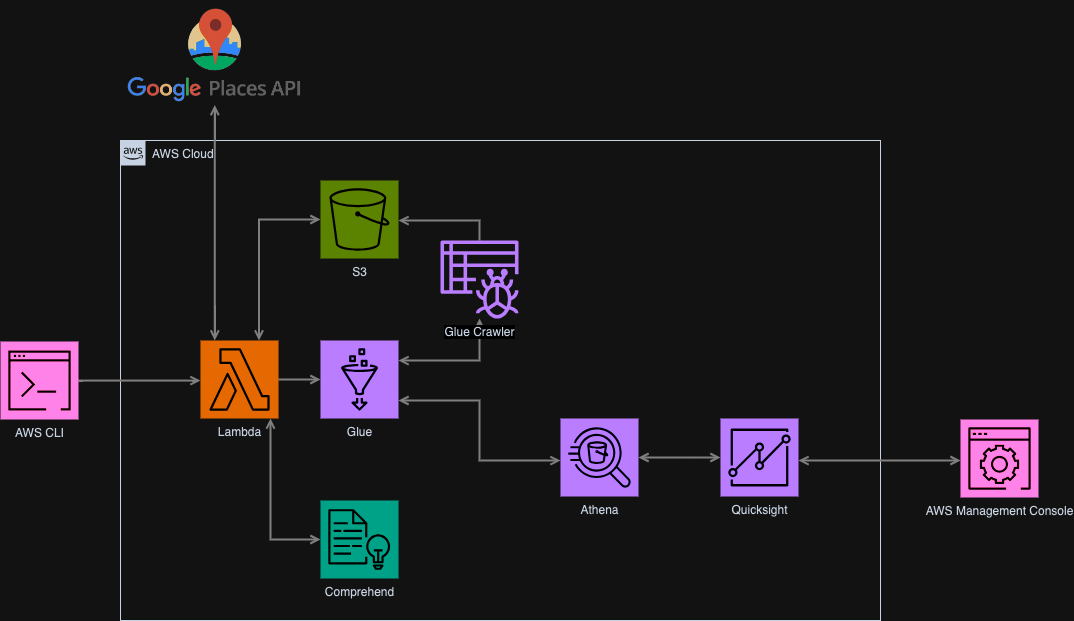 Google Places API
aws
AWS Cloud
S3
Glue Crawler
AWS CLI
Lambda
Glue
Athena
Quicksight
AWS Management Console
Comprehend